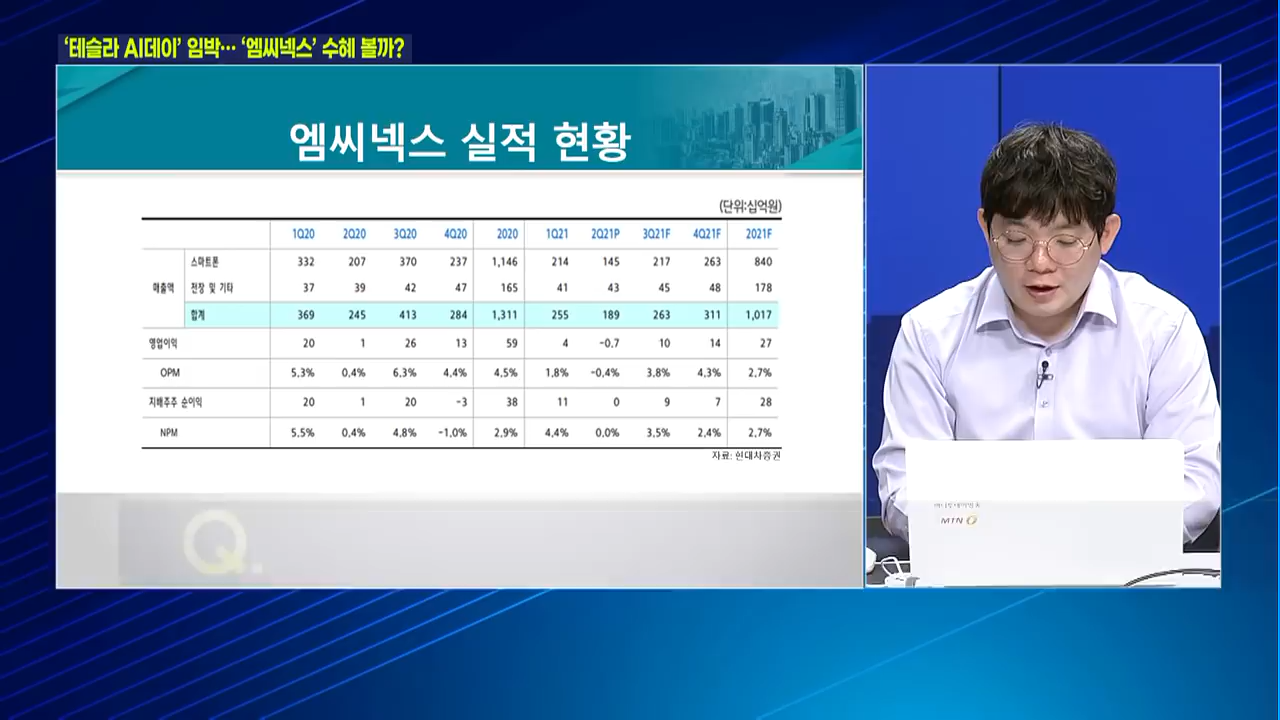 ‘테슬라 AI데이’ 임박… ‘엠씨넥스’ 수혜 볼까?
엠씨넥스 실적 현황
(단위:십억원)
1Q20 2Q20 3Q20 4Q20 2020 1Q21 2Q21P 3Q21F 4Q21F 2021F
매출액 스마트폰 332 207 370 237 1,146 214 145 217 263 840
전장 및 기타 37 39 42 47 165 41 43 45 48 178
합계 369 245 413 284 1,311 255 189 263 311 1,017
영업이익 20 1 26 13 59 4 -0.7 10 14 27
OPM 5.3% 0.4% 6.3% 4.4% 4.5% 1.8% -0.4% 3.8% 4.3% 2.7%
지배주주 순이익 20 1 20 -3 38 11 0 9 7 28
NPM 5.5% 0.4% 4.8% -1.0% 2.9% 4.4% 0.0% 3.5% 2.4% 2.7%
자료: 현대차증권
Q.
MTN